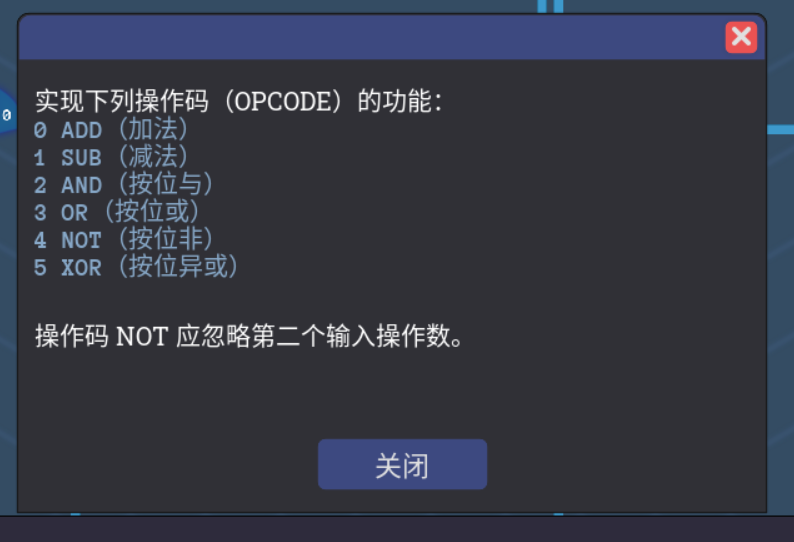 0
实现下列操作码（OPCODE）的功能：
0 ADD（加法）
1 SUB（减法）
2 AND（按位与）
3 OR（按位或）
4 NOT（按位非）
5 XOR（按位异或）
操作码 NOT 应忽略第二个输入操作数。
关闭